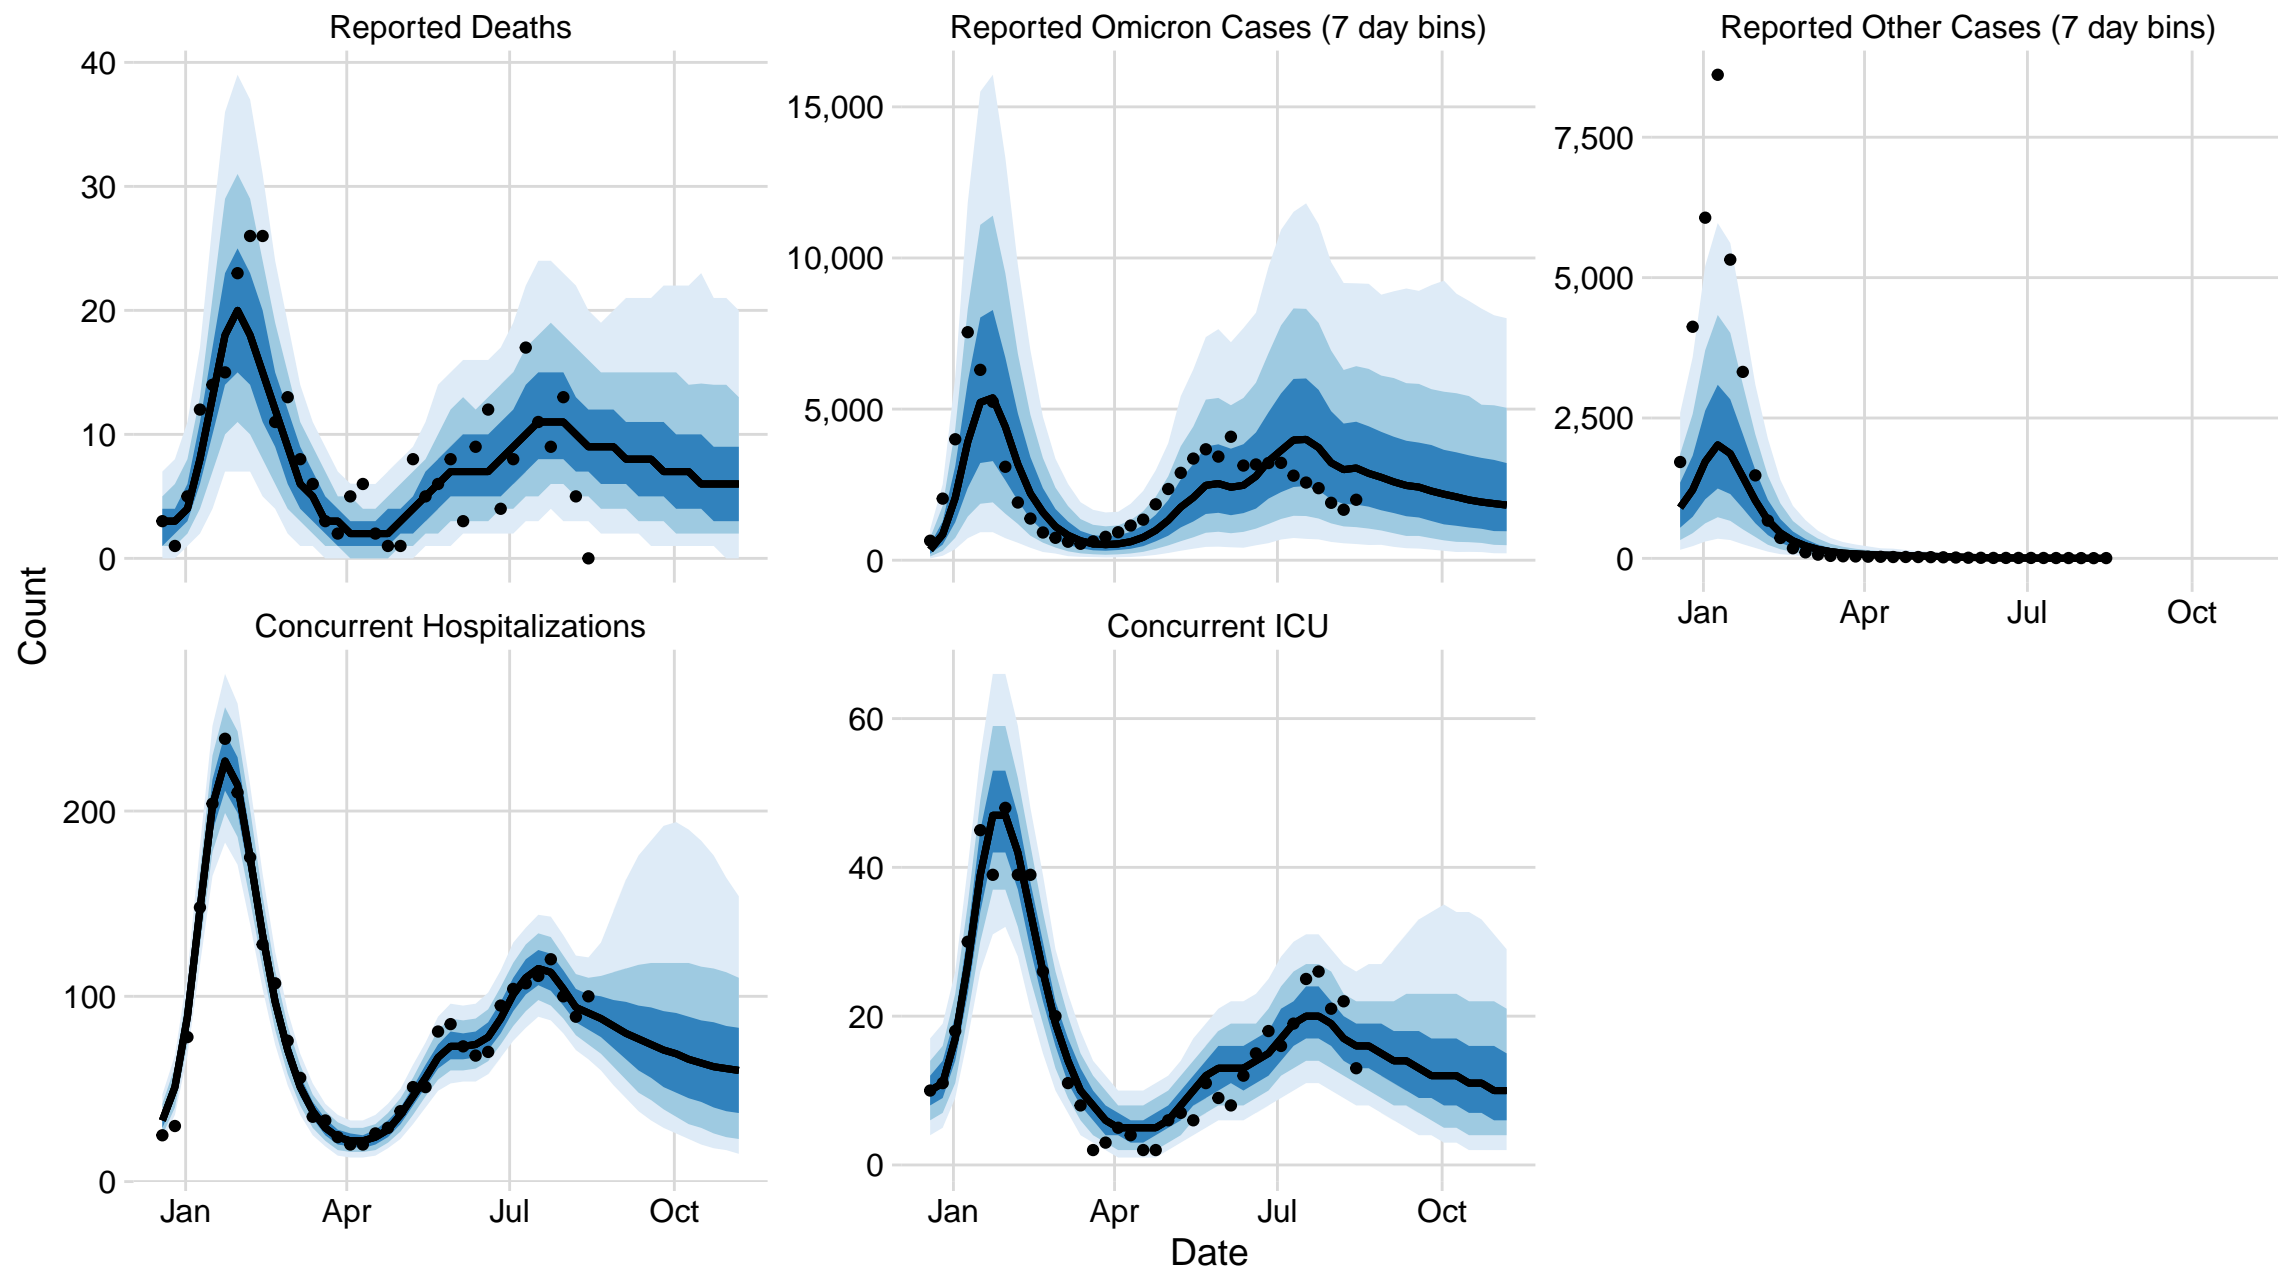 Reported Deaths
Reported Omicron Cases (7 day bins)
Reported Other Cases (7 day bins)
40
30
20
10
0
15,000
10,000
5,000
0
7,500
5,000
2,500
0
Jan Apr Jul Oct
Count
Concurrent Hospitalizations
Concurrent ICU
200
100
0
60
40
20
0
Jan Apr Jul Oct
Jan Apr Jul Oct
Date